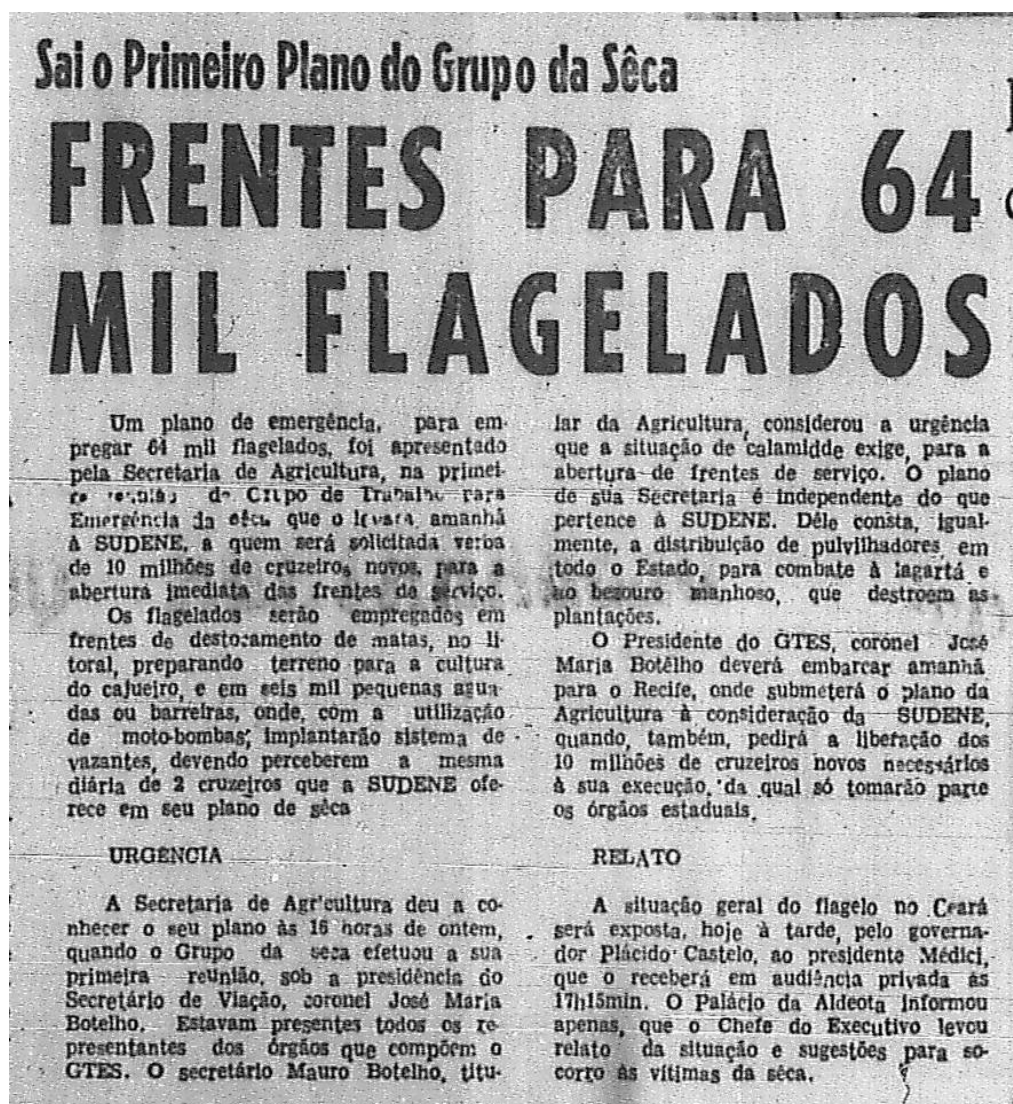 Sai o Primeiro Plano do Grupo da Sêca
FRENTES PARA 64
MIL FLAGELADOS
Um plano de emergência, para em-
pregar 64 mil flagelados, foi apresentado
pela Secretaria de Agricultura, na primei-
de Trabalho
Emergência da que o levará, amanhã
à SUDENE, a quem será solicitada verba
de 10 milhões de cruzeiros novos, para a
abertura imediata das frentes de serviço.
Os flagelados serão empregados em
frentes de destocamento de matas, no li-
toral, preparando terreno para a cultura
do cajueiro, e em seis mil pequenas agua-
das ou barreiras, onde, com a utilização
de moto-bombas, implantarão sistema de
vazantes, devendo perceberem a mesma
diária de 2 cruzeiros que a SUDENE ofe-
rece em seu plano de sêca
URGENCIA
A Secretaria de Agricultura deu a co-
nhecer o seu plano às 16 horas de ontem,
quando o Grupo da seca efetuou a sua
primeira reunião, sob a presidência do
Secretário de Viação, coronel José Maria
Botelho. Estavam presentes todos os re-
presentantes dos órgãos que compõem o
GTES. O secretário Mauro Botelho, titu-
lar da Agricultura, considerou a urgência
que a situação de calamidde exige, para a
abertura de frentes de serviço. O plano
de sua Secretaria é independente do que
pertence à SUDENE. Dêle consta, igual-
mente, a distribuição de pulvilhadores, em
todo o Estado, para combate à lagartá e
ao bezouro manhoso, que destroem as
plantações.
O Presidente do GTES, coronel José
Maria Botêlho deverá embarcar amanhã
para o Recife, onde submeterá o plano da
Agricultura à consideração da SUDENE,
quando, também, pedirá a liberação dos
10 milhões de cruzeiros novos necessários
à sua execução, da qual só tomarão parte
os órgãos estaduais.
RELATO
A situação geral do flagelo no Ceará
será exposta, hoje à tarde, pelo governa-
dor Plácido Castelo, ao presidente Médici,
que o receberá em audiência privada às
17h15min. O Palácio da Aldeota informou
apenas, que o Chefe do Executivo levou
relato da situação e sugestões para so-
corro às vítimas da sêca.